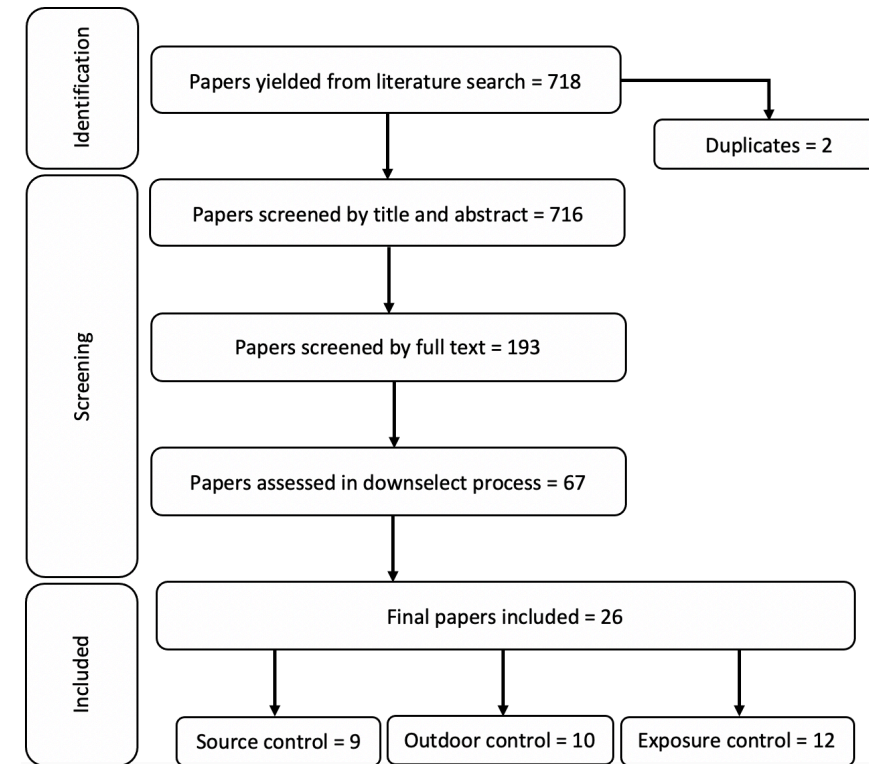 Identification
Papers yielded from literature search = 718
Duplicates = 2
Screening
Papers screened by title and abstract = 716
Papers screened by full text = 193
Papers assessed in downselect process = 67
Included
Final papers included = 26
Source control = 9
Outdoor control = 10
Exposure control = 12